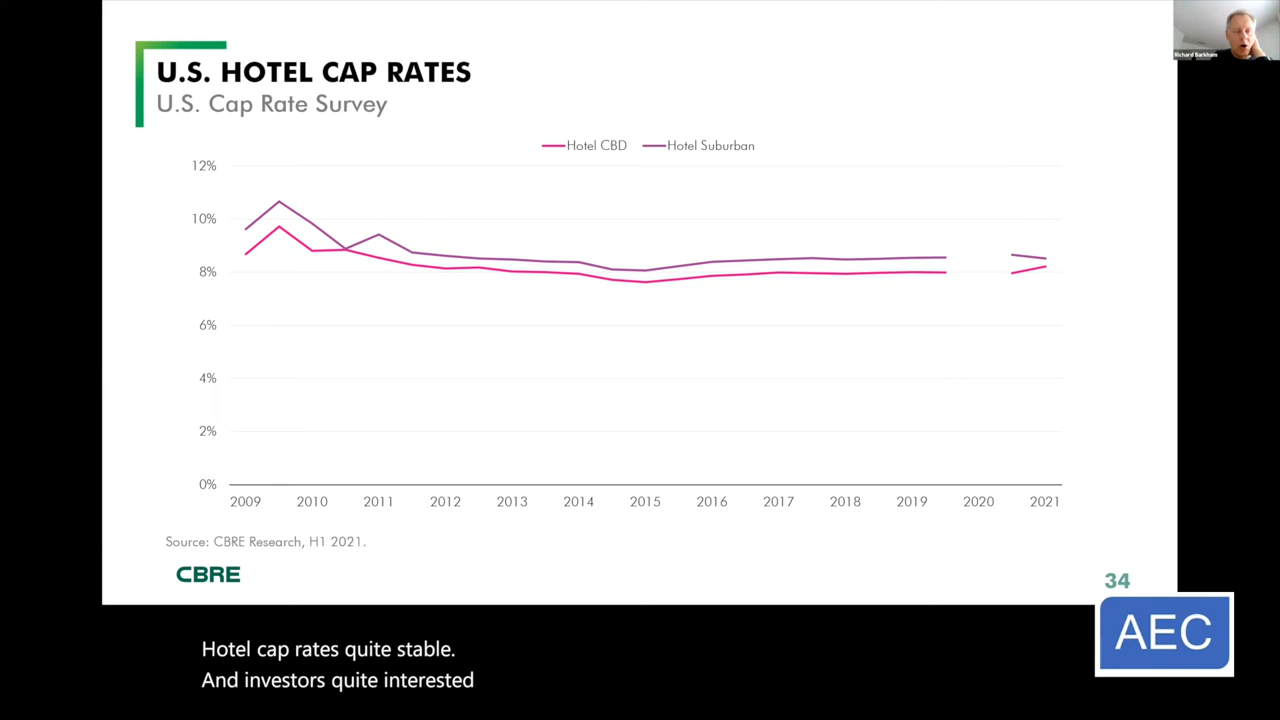 Richard Barkham
U.S. HOTEL CAP RATES
U.S. Cap Rate Survey
Hotel CBD Hotel Suburban
12%
10%
8%
6%
4%
2%
0%
2009 2010 2011 2012 2013 2014 2015 2016 2017 2018 2019 2020 2021
Source: CBRE Research, H1 2021.
CBRE
34
AEC
Hotel cap rates quite stable.
And investors quite interested